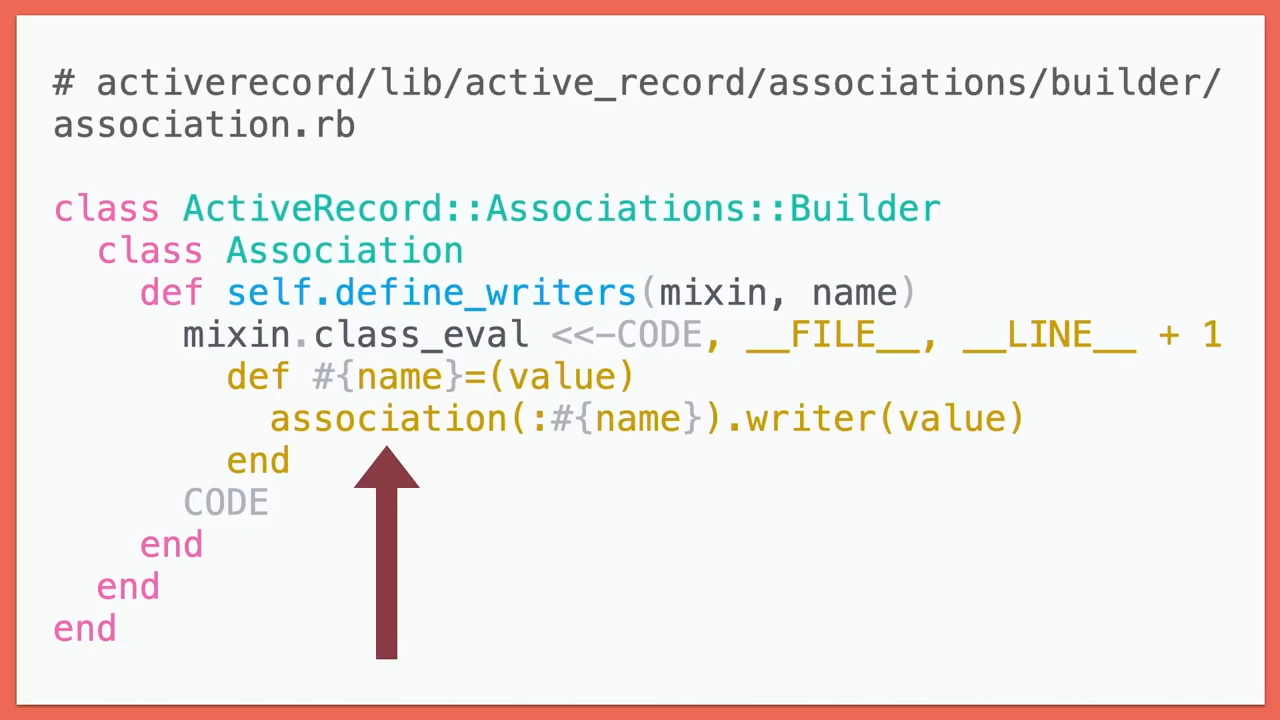 # activerecord/lib/active_record/associations/builder/
association.rb
class ActiveRecord::Associations::Builder
  class Association
    def self.define_writers(mixin, name)
      mixin.class_eval <<-CODE, __FILE__, __LINE__ + 1
        def #{name}=(value)
          association(:#{name}).writer(value)
        end
      CODE
    end
  end
end